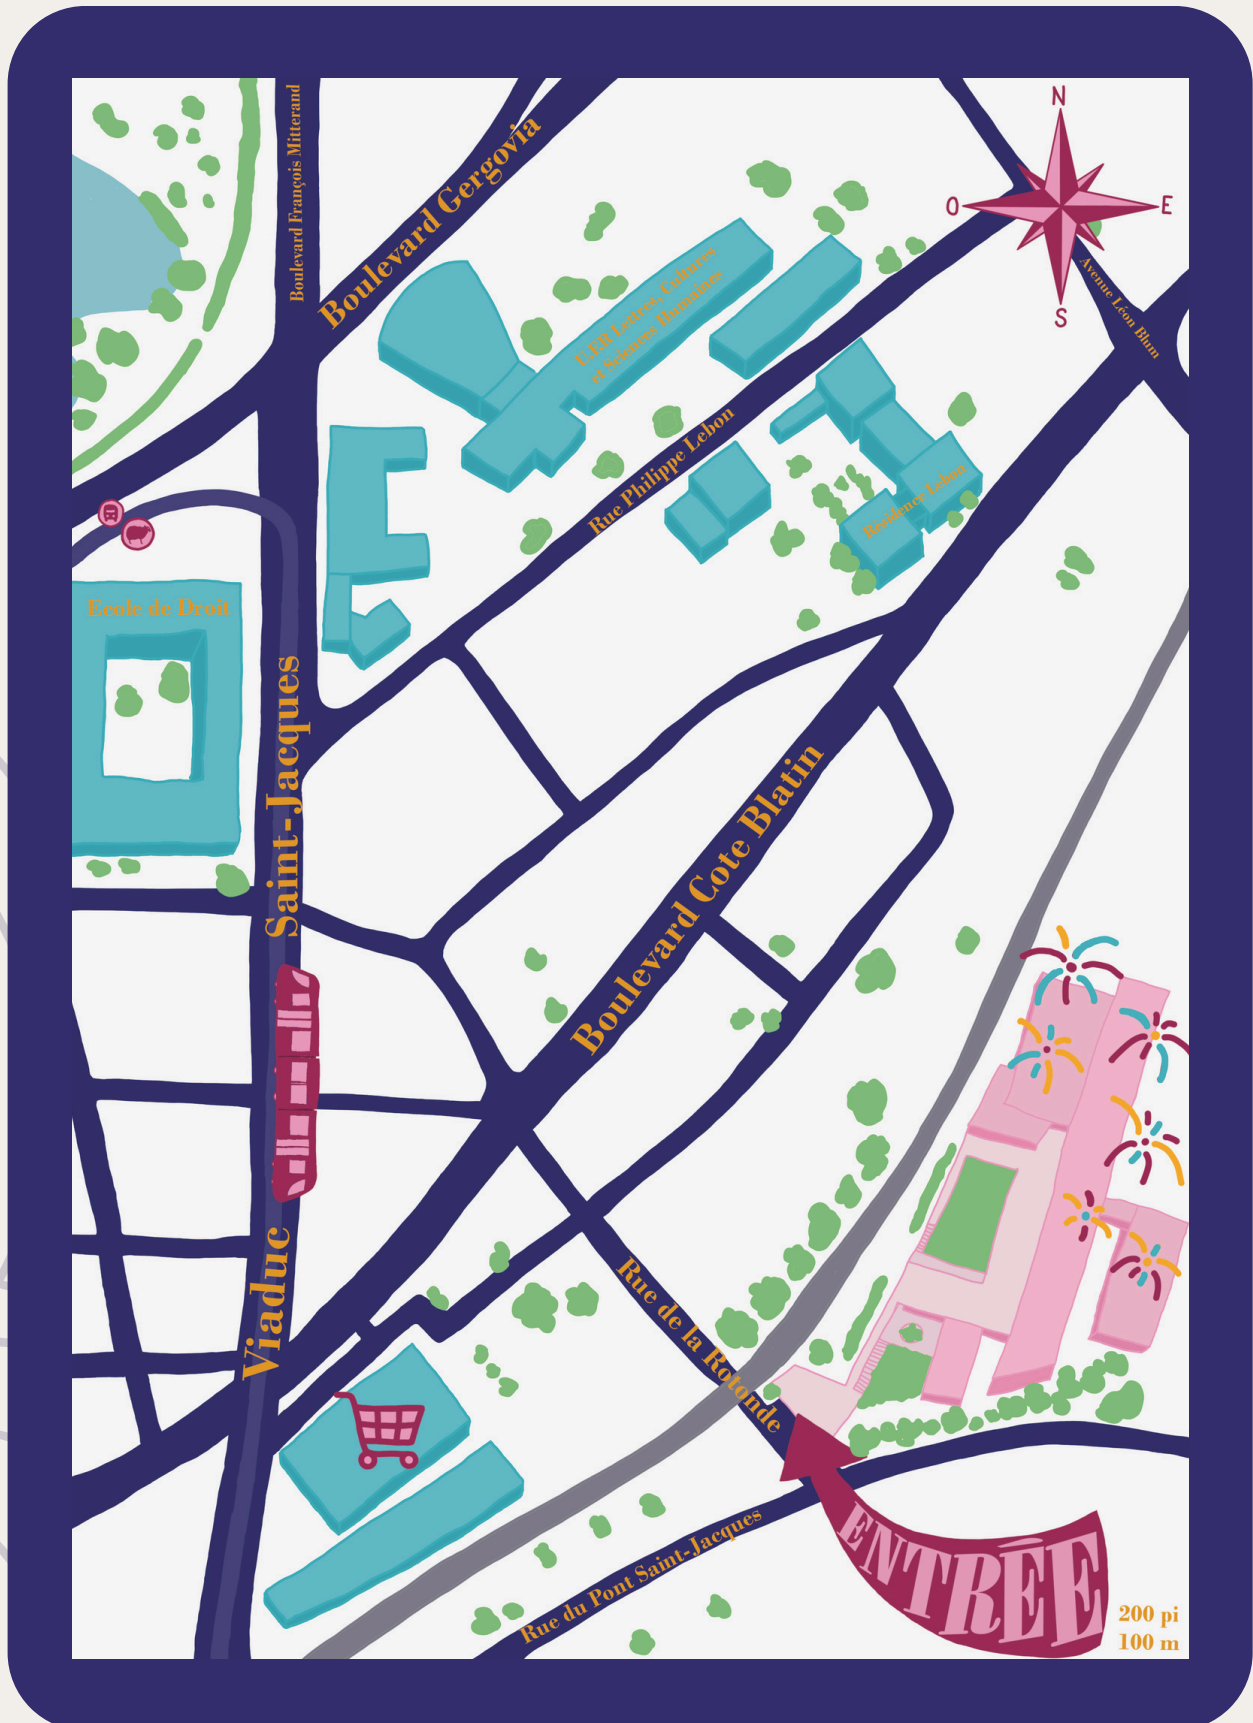 N
O
E
S
Boulevard François Mitterand
Boulevard Gergovia
Avenue Léon Blum
U.F.R Lettres, Cultures
et Sciences Humaines
Rue Philippe Lebon
Résidence Lebon
Ecole de Droit
Viaduc Saint-Jacques
Boulevard Cote Blatin
Rue de la Rotonde
Rue du Pont Saint-Jacques
ENTRÉE
200 pi
100 m